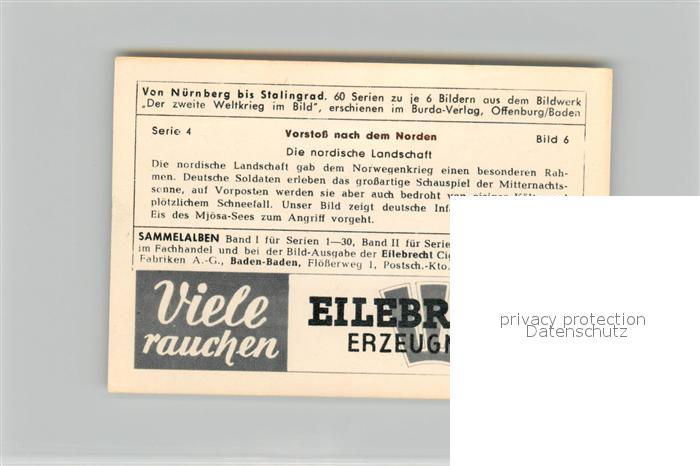 Von Nürnberg bis Stalingrad. 60 Serien zu je 6 Bildern aus dem Bildwerk
„Der zweite Weltkrieg im Bild", erschienen im Burda-Verlag, Offenburg/Baden
Serie 4 Vorstoß nach dem Norden Bild 6
Die nordische Landschaft
Die nordische Landschaft gab dem Norwegenkrieg einen besonderen Rah-
men. Deutsche Soldaten erleben das großartige Schauspiel der Mitternachts-
sonne, auf Vorposten werden sie aber auch bedroht von
plötzlichem Schneefall. Unser Bild zeigt deutsche
Eis des Mjösa-Sees zum Angriff vorgeht.
SAMMELALBEN Band I für Serien 1—30, Band II für
im Fachhandel und bei der Bild-Ausgabe der Eilebrecht
Fabriken A.-G., Baden-Baden, Flößerweg 1, Postsch.-Kto.
Viele
rauchen
EILEBR
ERZEUG
privacy protection
Datenschutz